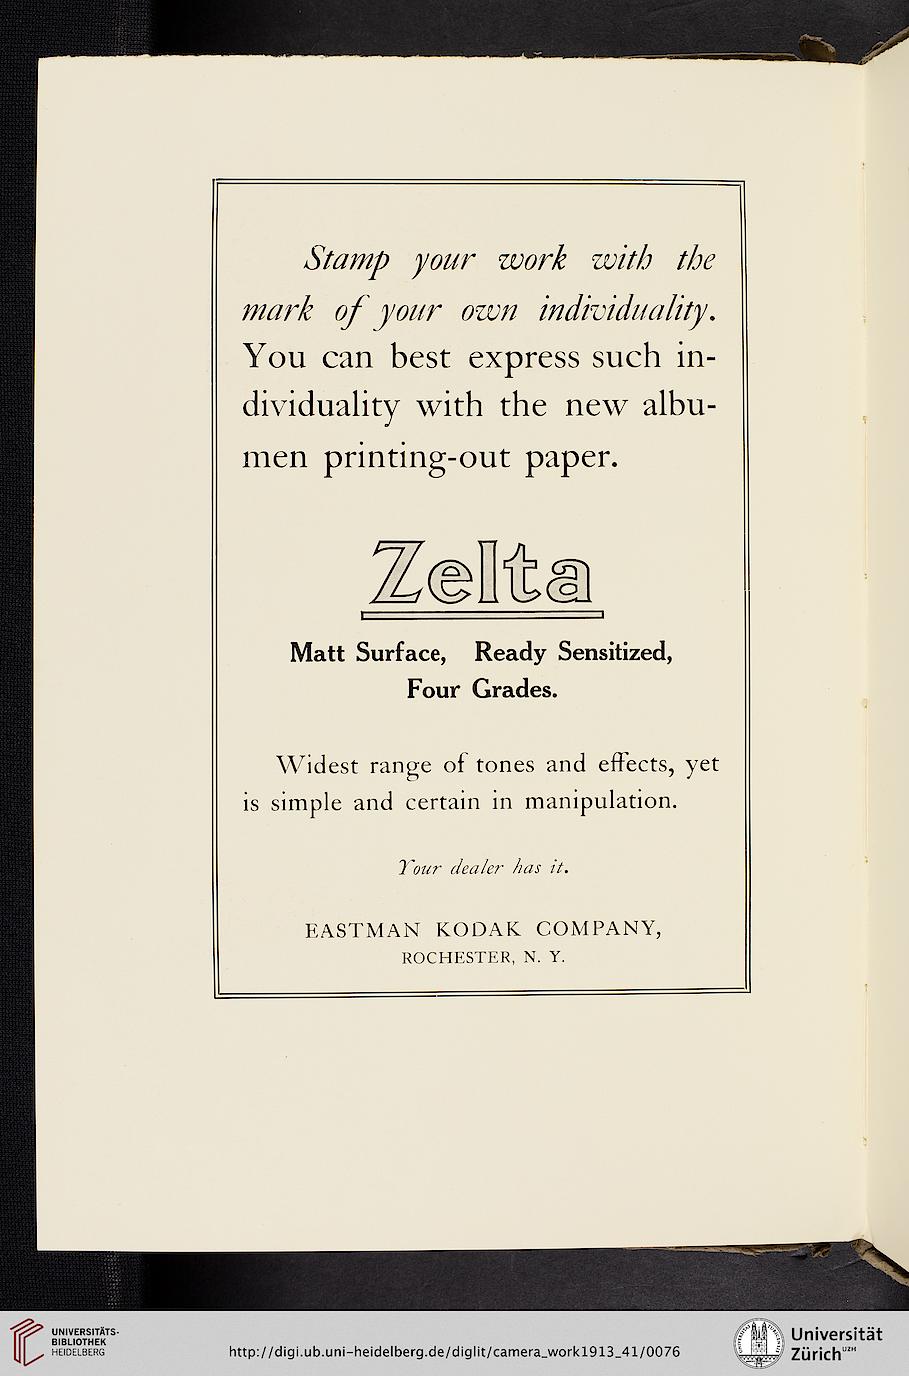 Stamp your work with the
mark of your own individuality.
You can best express such in-
dividuality with the new albu-
men printing-out paper.
Zelta
Matt Surface, Ready Sensitized,
Four Grades.
Widest range of tones and effects, yet
is simple and certain in manipulation.
Your dealer has it.
EASTMAN KODAK COMPANY,
ROCHESTER, N. Y.
UNIVERSITÄTS-
BIBLIOTHEK
HEIDELBERG
http://digi.ub.uni-heidelberg.de/diglit/camera_work1913_41/0076
Universität
Zürich UZH